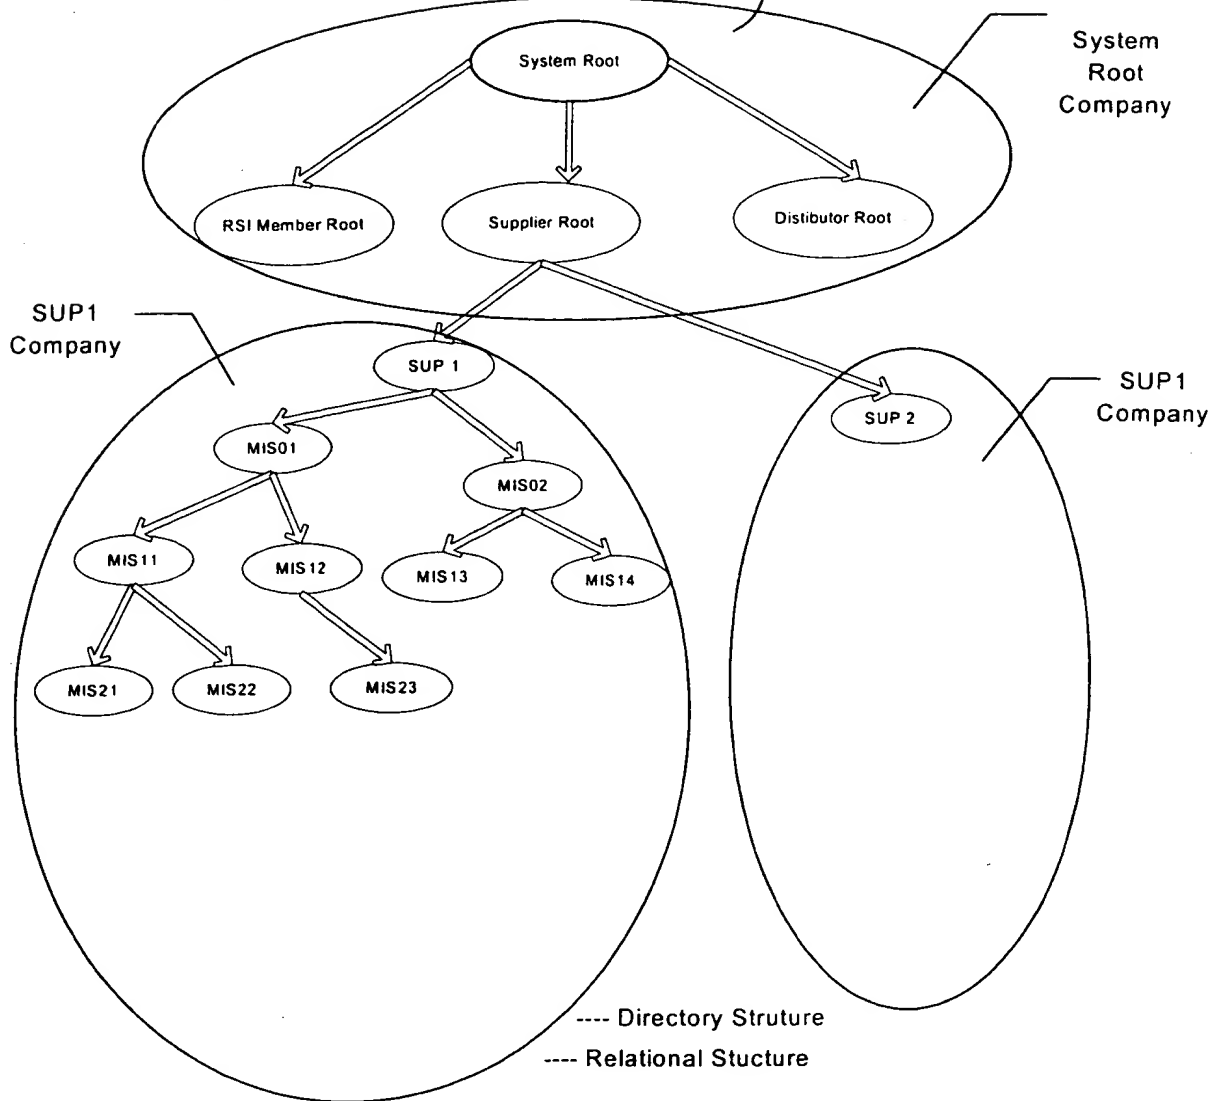 System Root
System
Root
Company
RSI Member Root
Supplier Root
Distibutor Root
SUP1
Company
SUP 1
SUP1
Company
SUP 2
MIS01
MIS02
MIS11
MIS12
MIS13
MIS14
MIS21
MIS22
MIS23
---- Directory Struture
---- Relational Stucture